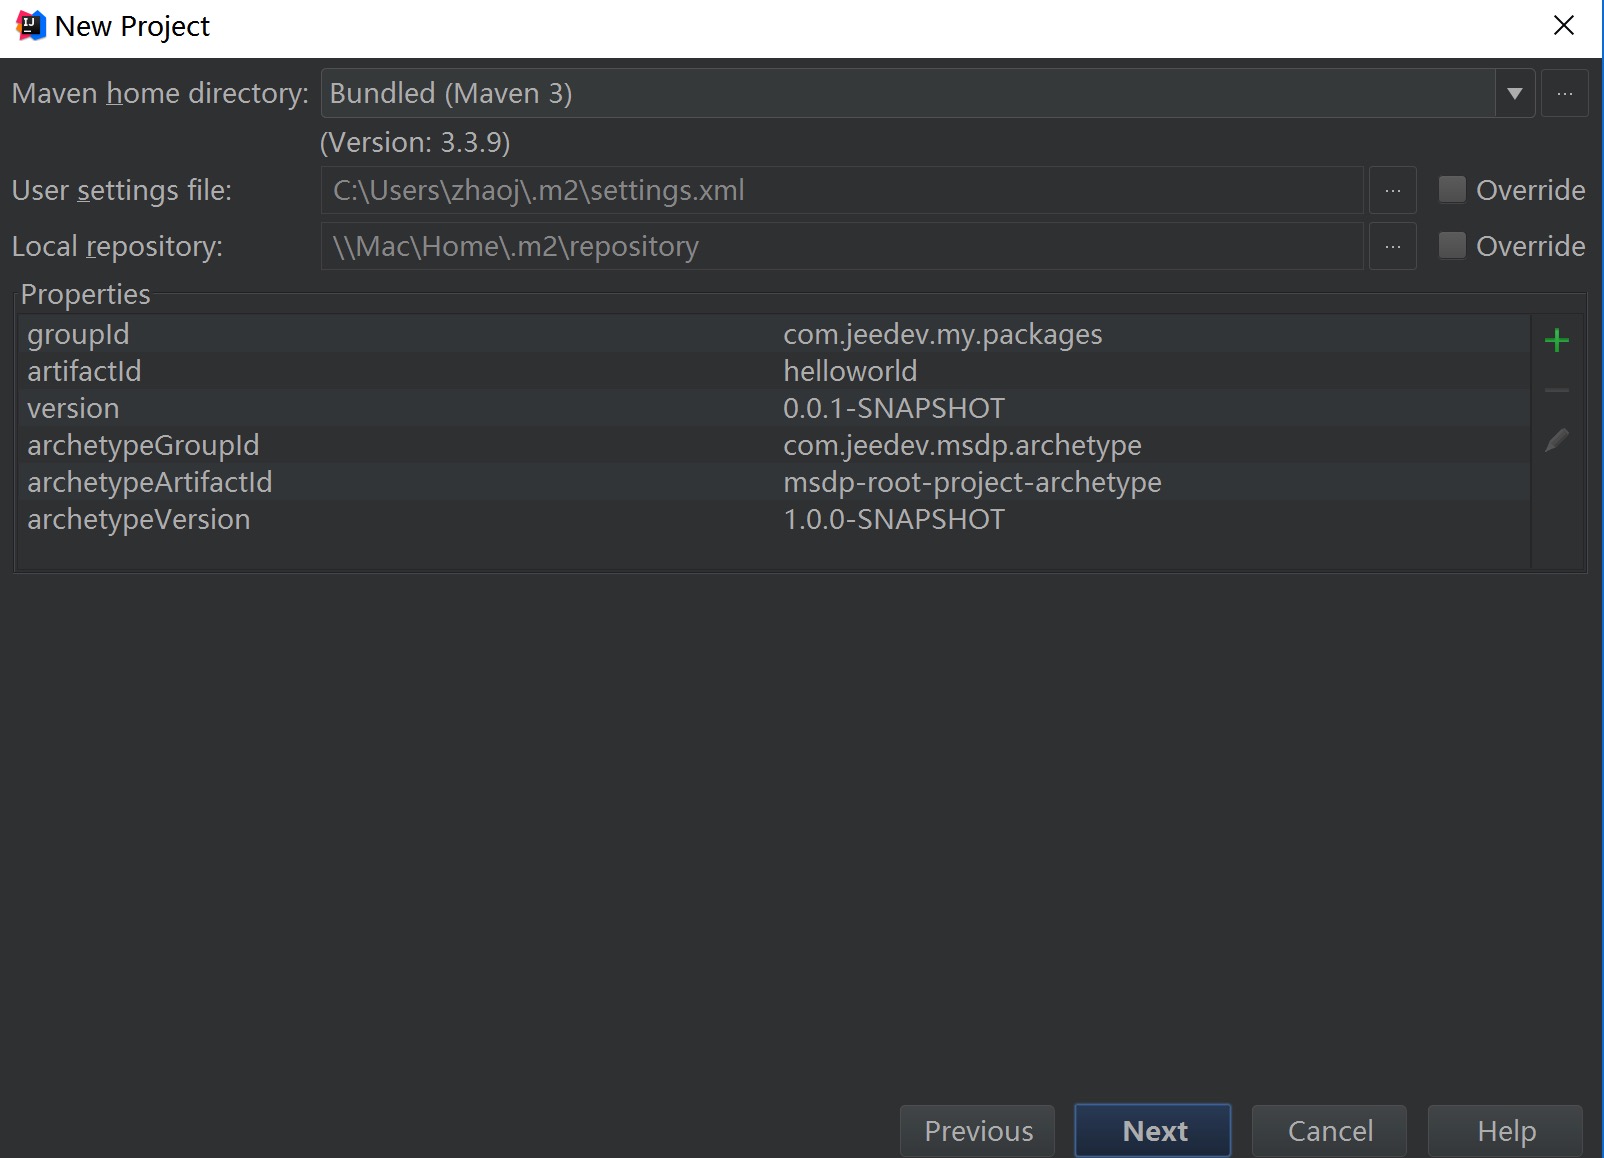 New Project
Maven home directory: Bundled (Maven 3) ...
(Version: 3.3.9)
User settings file: C:\Users\zhaoj\.m2\settings.xml ... Override
Local repository: \\Mac\Home\.m2\repository ... Override
Properties
groupId com.jeedev.my.packages
artifactId helloworld
version 0.0.1-SNAPSHOT
archetypeGroupId com.jeedev.msdp.archetype
archetypeArtifactId msdp-root-project-archetype
archetypeVersion 1.0.0-SNAPSHOT
Previous Next Cancel Help